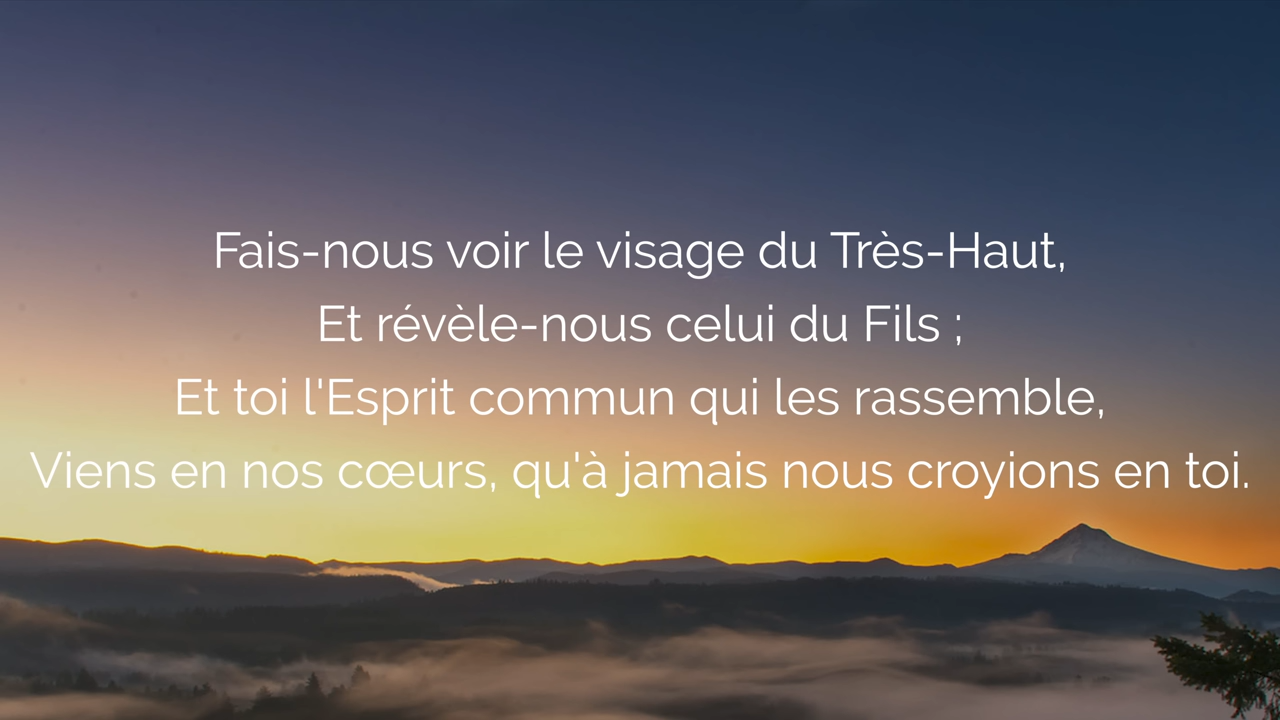 Fais-nous voir le visage du Très-Haut,
Et révèle-nous celui du Fils ;
Et toi l'Esprit commun qui les rassemble,
Viens en nos cœurs, qu'à jamais nous croyions en toi.